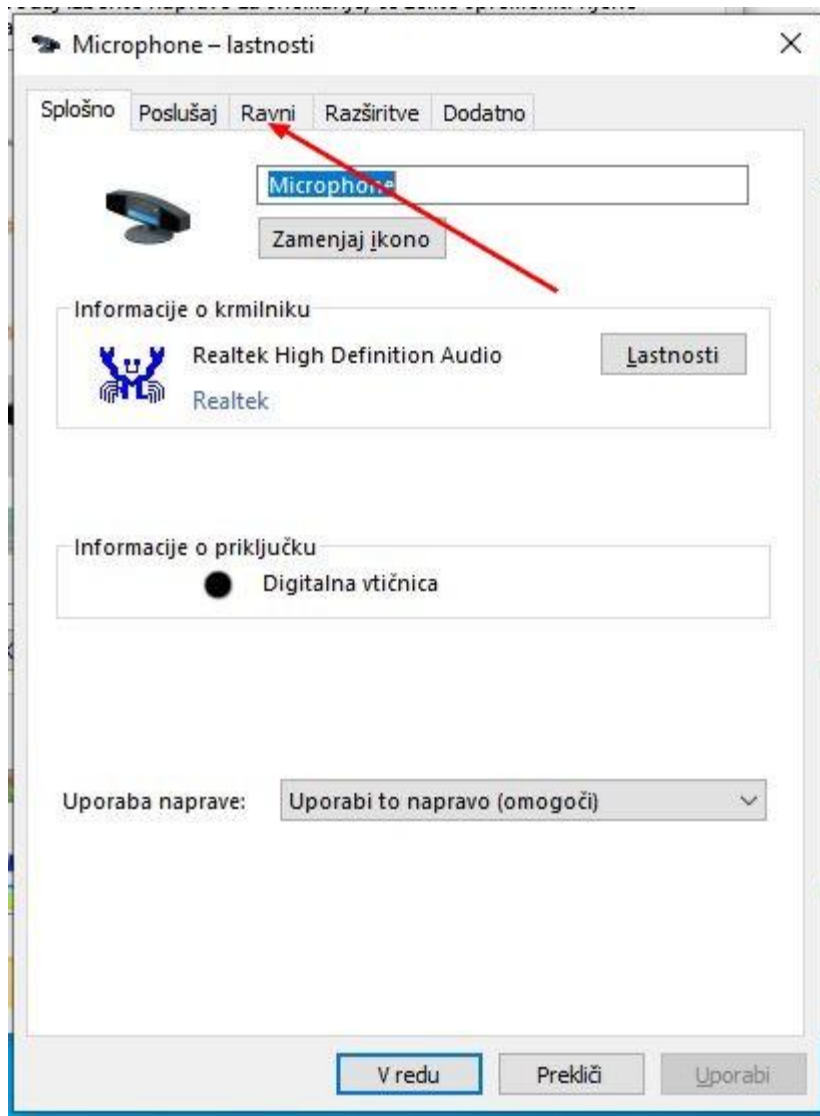 Microphone – lastnosti
Splošno Poslušaj Ravni Razširitve Dodatno
Microphone
Zamenjaj ikono
Informacije o krmilniku
Realtek High Definition Audio
Lastnosti
Realtek
Informacije o priključku
Digitalna vtičnica
Uporaba naprave: Uporabi to napravo (omogoči)
V redu Prekliči Uporabi